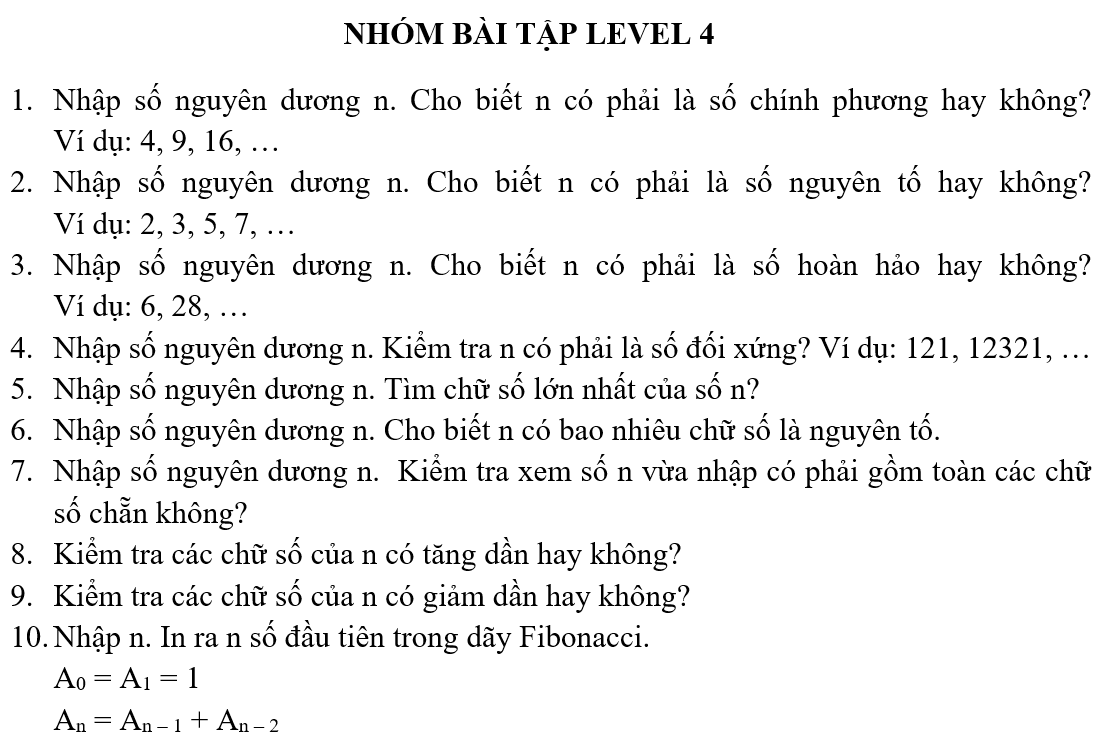 NHÓM BÀI TẬP LEVEL 4
1. Nhập số nguyên dương n. Cho biết n có phải là số chính phương hay không?
Ví dụ: 4, 9, 16, …
2. Nhập số nguyên dương n. Cho biết n có phải là số nguyên tố hay không?
Ví dụ: 2, 3, 5, 7, …
3. Nhập số nguyên dương n. Cho biết n có phải là số hoàn hảo hay không?
Ví dụ: 6, 28, …
4. Nhập số nguyên dương n. Kiểm tra n có phải là số đối xứng? Ví dụ: 121, 12321, …
5. Nhập số nguyên dương n. Tìm chữ số lớn nhất của số n?
6. Nhập số nguyên dương n. Cho biết n có bao nhiêu chữ số là nguyên tố.
7. Nhập số nguyên dương n. Kiểm tra xem số n vừa nhập có phải gồm toàn các chữ
số chẵn không?
8. Kiểm tra các chữ số của n có tăng dần hay không?
9. Kiểm tra các chữ số của n có giảm dần hay không?
10. Nhập n. In ra n số đầu tiên trong dãy Fibonacci.
A₀ = A₁ = 1
Aₙ = Aₙ ₋ ₁ + Aₙ ₋ ₂